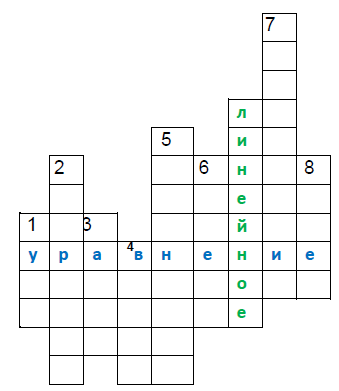 7
л
5 и
2 6 н 8
е
1 3 й
у р а 4 в н е н и е
о
е